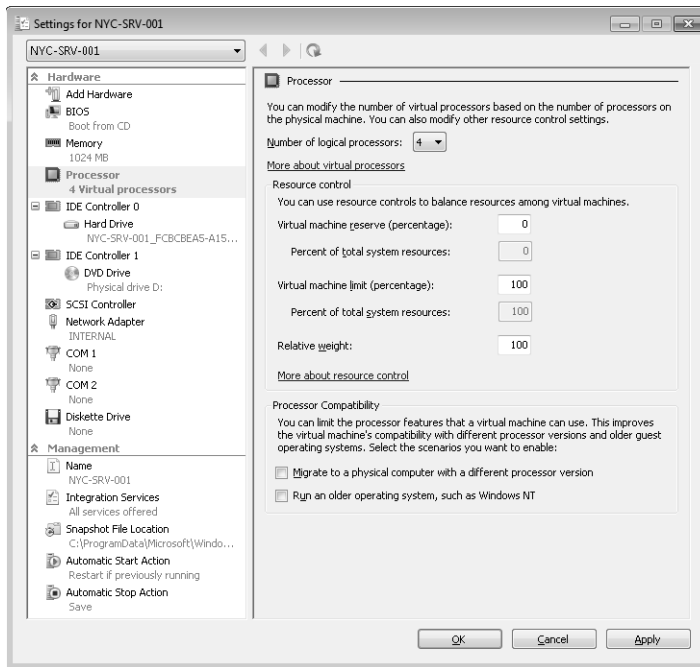 Settings for NYC-SRV-001
NYC-SRV-001
Hardware
Add Hardware
BIOS
Boot from CD
Memory
1024 MB
Processor
4 Virtual processors
IDE Controller 0
Hard Drive
NYC-SRV-001_FCBCBEA5-A15...
IDE Controller 1
DVD Drive
Physical drive D:
SCSI Controller
Network Adapter
INTERNAL
COM 1
None
COM 2
None
Diskette Drive
None
Management
Name
NYC-SRV-001
Integration Services
All services offered
Snapshot File Location
C:\ProgramData\Microsoft\Windo...
Automatic Start Action
Restart if previously running
Automatic Stop Action
Save
Processor
You can modify the number of virtual processors based on the number of processors on
the physical machine. You can also modify other resource control settings.
Number of logical processors: 4
More about virtual processors
Resource control
You can use resource controls to balance resources among virtual machines.
Virtual machine reserve (percentage): 0
Percent of total system resources: 0
Virtual machine limit (percentage): 100
Percent of total system resources: 100
Relative weight: 100
More about resource control
Processor Compatibility
You can limit the processor features that a virtual machine can use. This improves
the virtual machine's compatibility with different processor versions and older guest
operating systems. Select the scenarios you want to enable:
Migrate to a physical computer with a different processor version
Run an older operating system, such as Windows NT
OK
Cancel
Apply